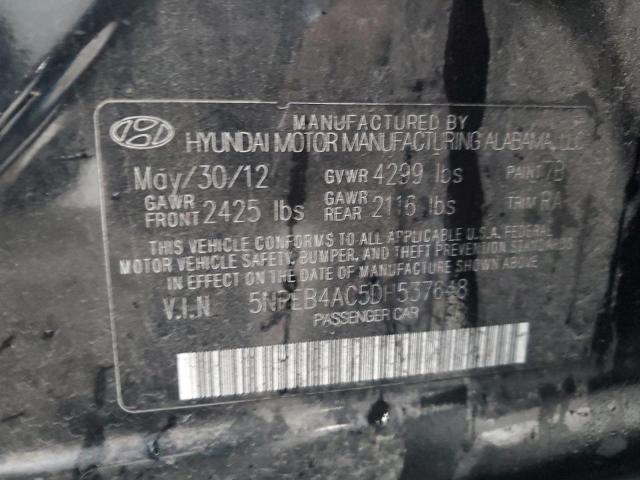 MANUFACTURED BY
HYUNDAI MOTOR MANUFACTURING ALABAMA, LLC
May/30/12 GVWR 4299 lbs PAINT 7B
GAWR FRONT 2425 lbs GAWR REAR 2116 lbs TRIM RA
THIS VEHICLE CONFORMS TO ALL APPLICABLE U.S.A. FEDERAL
MOTOR VEHICLE SAFETY, BUMPER, AND THEFT PREVENTION STANDARDS
IN EFFECT ON THE DATE OF MANUFACTURE SHOWN ABOVE.
V.I.N 5NPEB4AC5DH537648
PASSENGER CAR